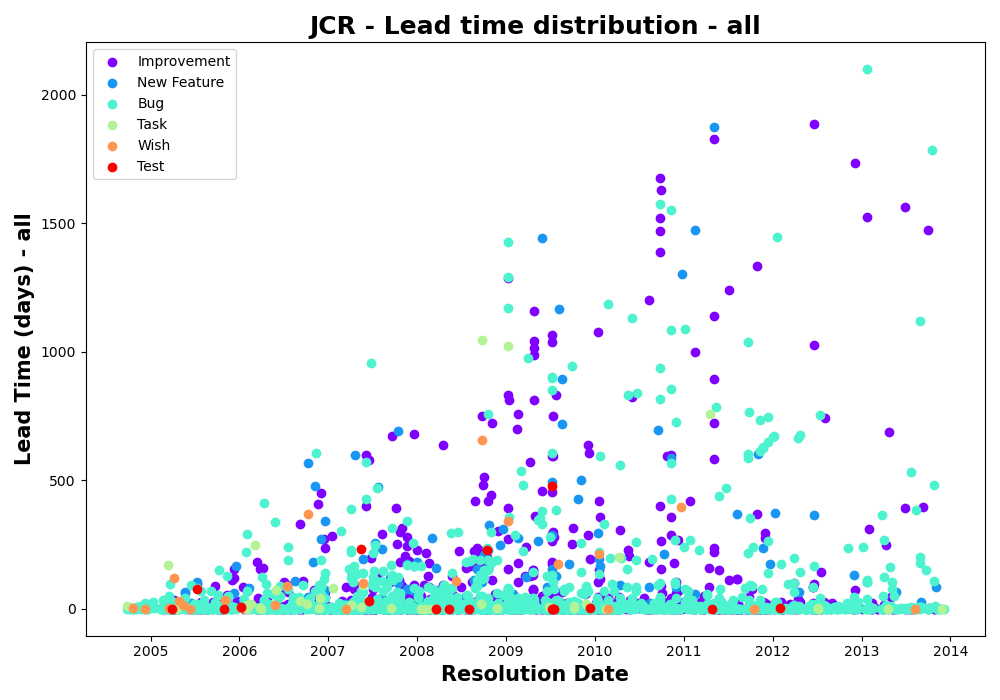 JCR - Lead time distribution - all
Improvement
New Feature
Bug
Task
Wish
Test
Lead Time (days) - all
2000
1500
1000
500
0
2005 2006 2007 2008 2009 2010 2011 2012 2013 2014
Resolution Date